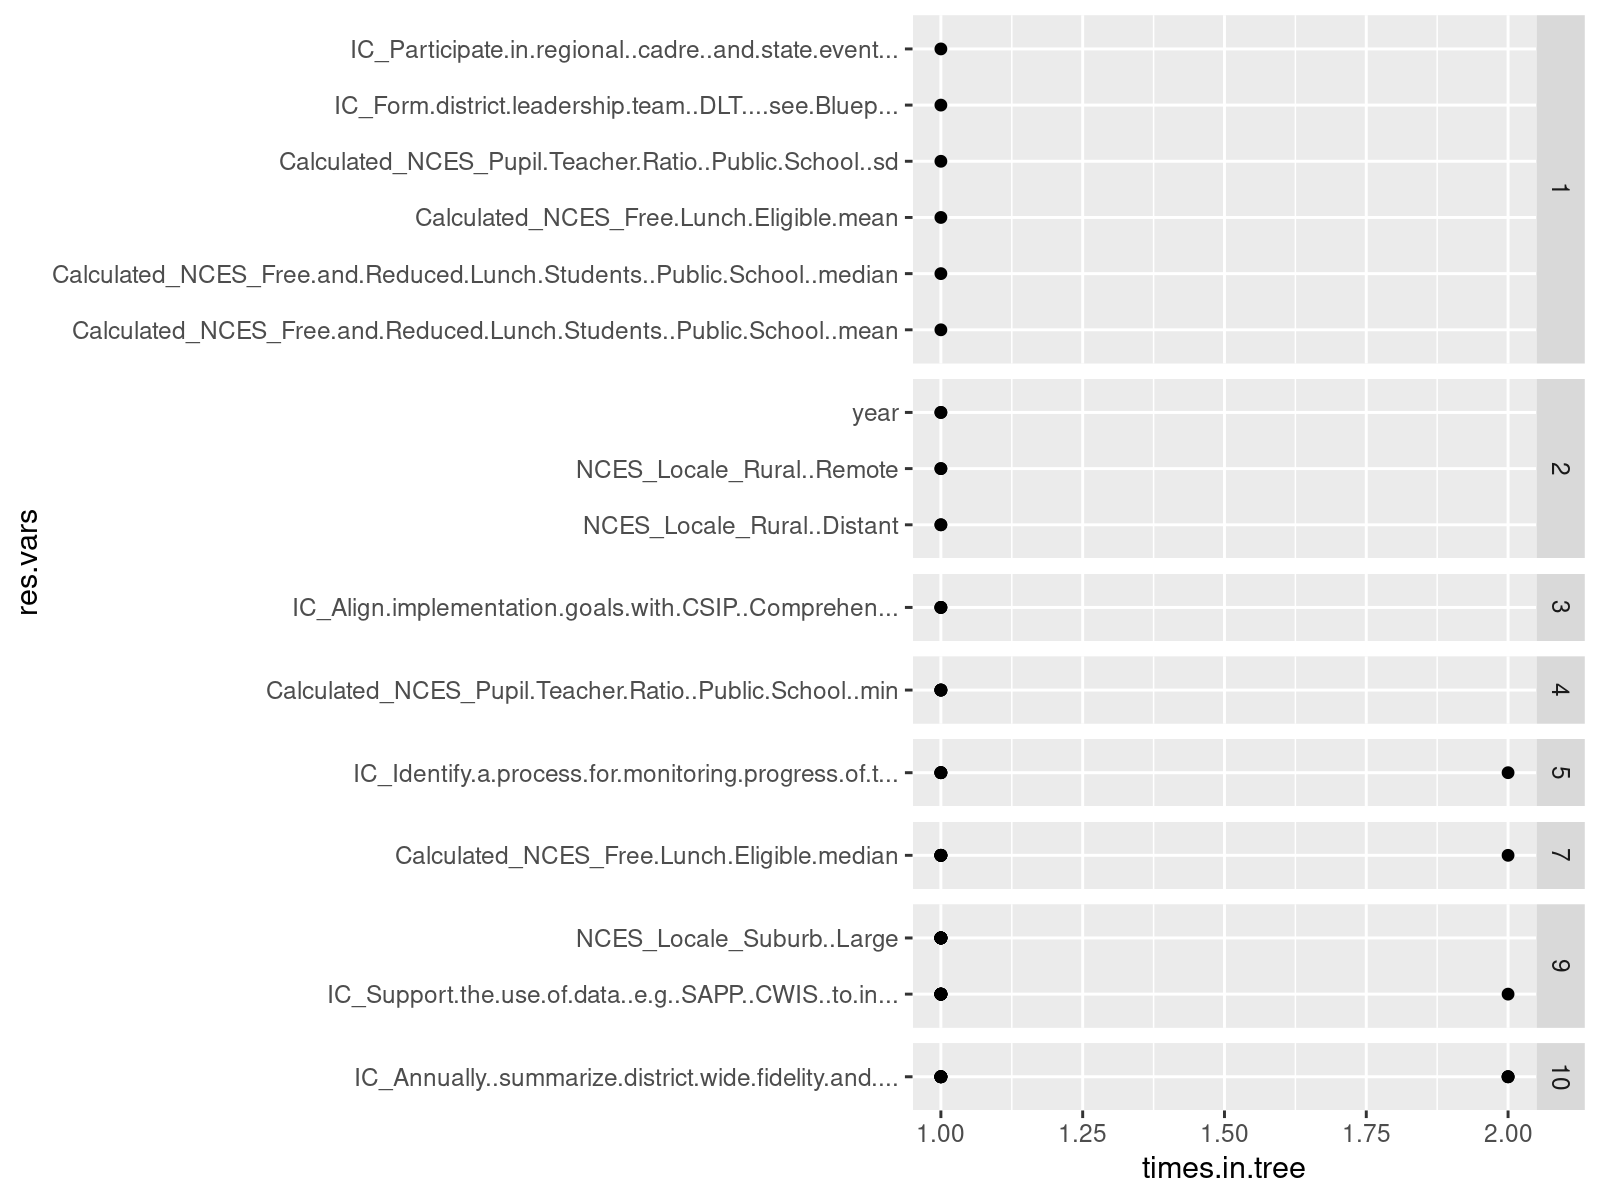 IC_Participate.in.regional..cadre..and.state.event...
IC_Form.district.leadership.team..DLT....see.Bluep...
Calculated_NCES_Pupil.Teacher.Ratio..Public.School..sd
Calculated_NCES_Free.Lunch.Eligible.mean
Calculated_NCES_Free.and.Reduced.Lunch.Students..Public.School..median
Calculated_NCES_Free.and.Reduced.Lunch.Students..Public.School..mean
1
year
NCES_Locale_Rural..Remote
NCES_Locale_Rural..Distant
2
IC_Align.implementation.goals.with.CSIP..Comprehen...
3
Calculated_NCES_Pupil.Teacher.Ratio..Public.School..min
4
IC_Identify.a.process.for.monitoring.progress.of.t...
5
Calculated_NCES_Free.Lunch.Eligible.median
7
NCES_Locale_Suburb..Large
IC_Support.the.use.of.data..e.g..SAPP..CWIS..to.in...
9
IC_Annually..summarize.district.wide.fidelity.and....
10
res.vars
1.00 1.25 1.50 1.75 2.00
times.in.tree